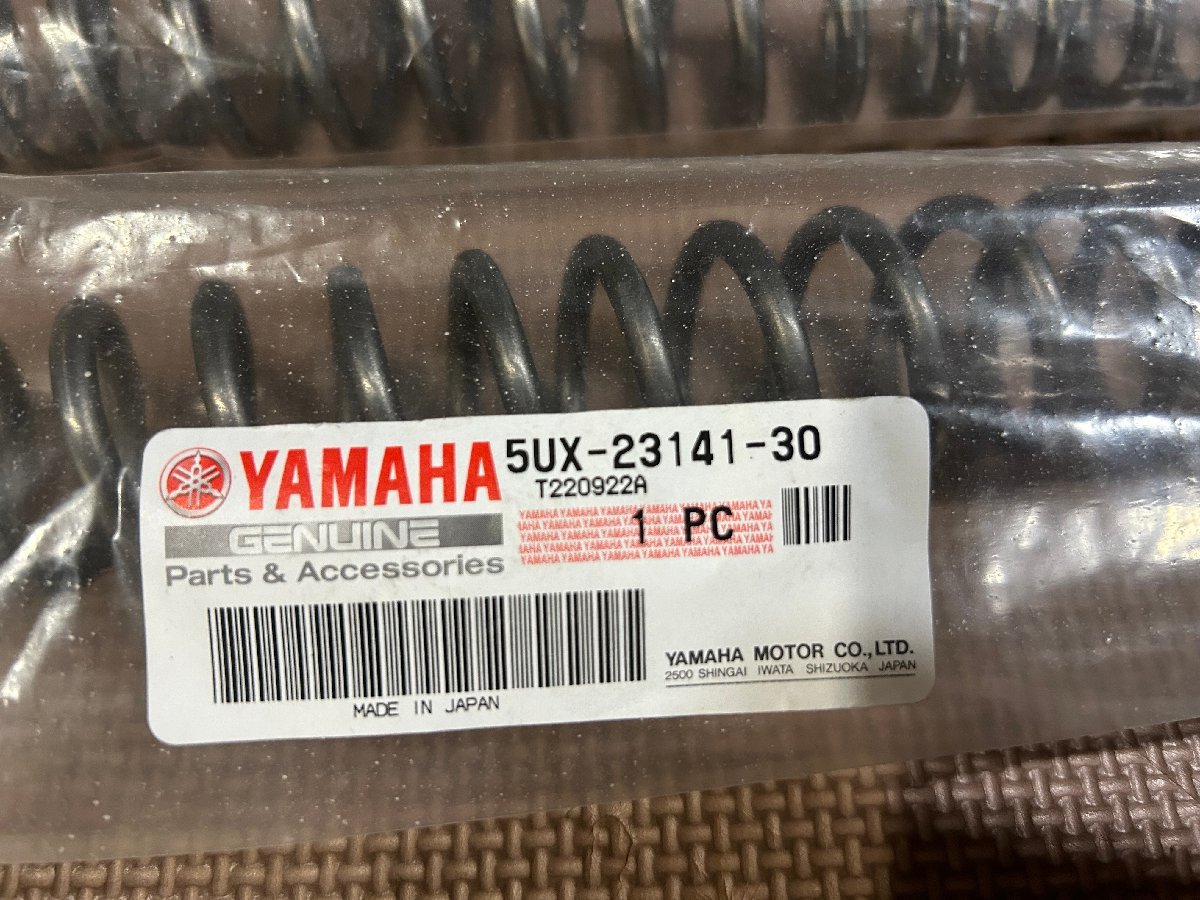 YAMAHA
5UX-23141-30
T220922A
GENUINE
1 PC
Parts & Accessories
MADE IN JAPAN
YAMAHA MOTOR CO.,LTD.
2500 SHINGAI IWATA SHIZUOKA JAPAN